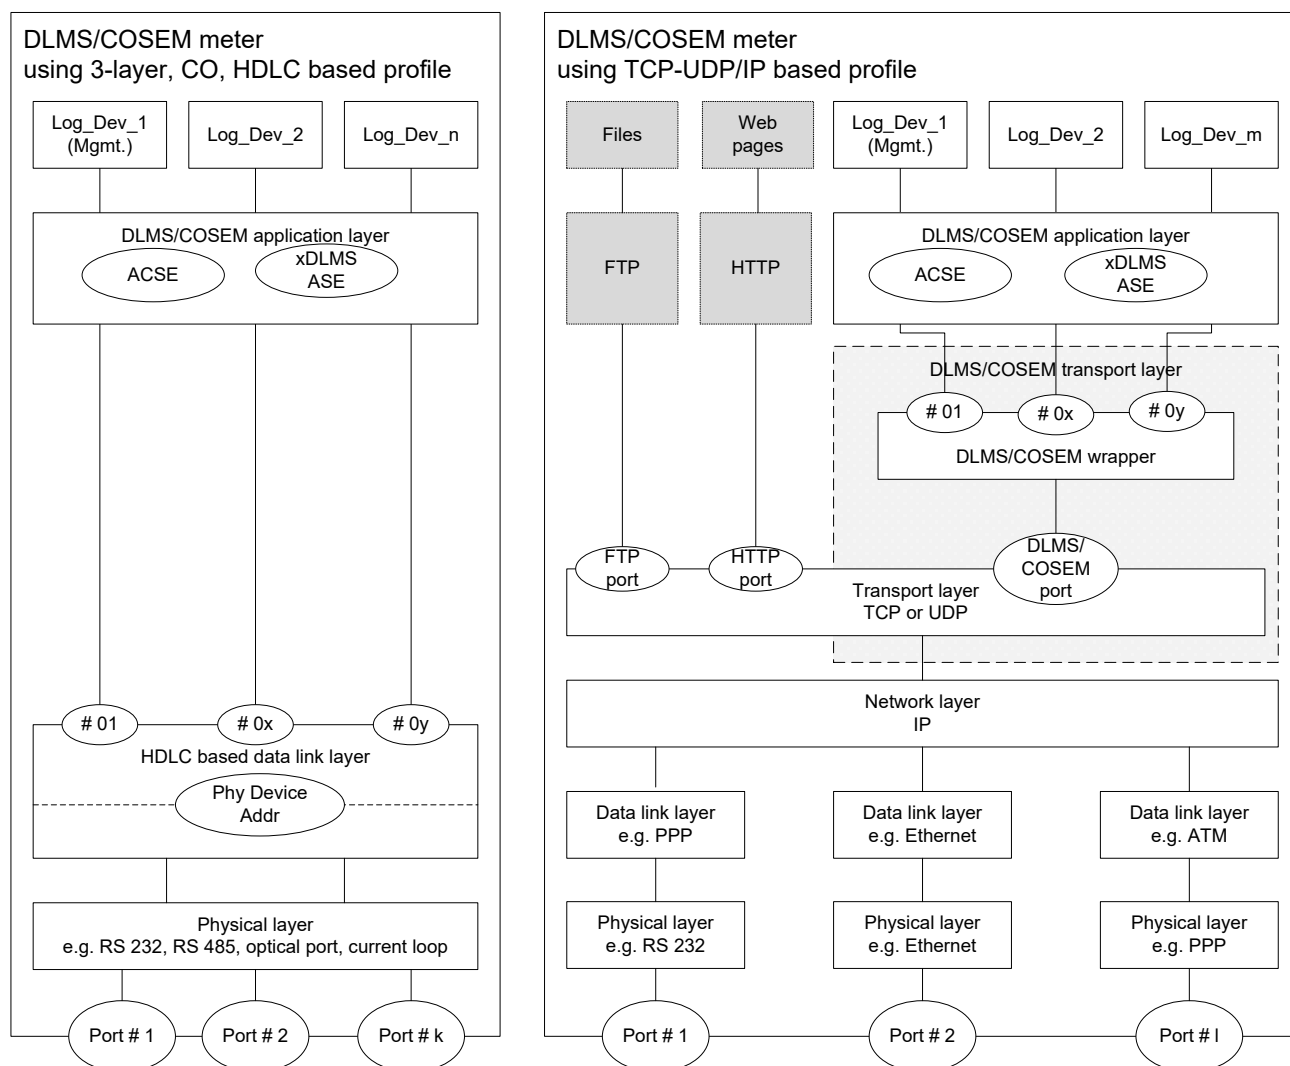 DLMS/COSEM meter
using 3-layer, CO, HDLC based profile
Log_Dev_1
(Mgmt.)
Log_Dev_2
Log_Dev_n
DLMS/COSEM application layer
ACSE
xDLMS
ASE
# 01
# 0x
# 0y
HDLC based data link layer
Phy Device
Addr
Physical layer
e.g. RS 232, RS 485, optical port, current loop
Port # 1
Port # 2
Port # k
DLMS/COSEM meter
using TCP-UDP/IP based profile
Files
Web
pages
Log_Dev_1
(Mgmt.)
Log_Dev_2
Log_Dev_m
FTP
HTTP
DLMS/COSEM application layer
ACSE
xDLMS
ASE
DLMS/COSEM transport layer
# 01
# 0x
# 0y
DLMS/COSEM wrapper
FTP
port
HTTP
port
DLMS/
COSEM
port
Transport layer
TCP or UDP
Network layer
IP
Data link layer
e.g. PPP
Data link layer
e.g. Ethernet
Data link layer
e.g. ATM
Physical layer
e.g. RS 232
Physical layer
e.g. Ethernet
Physical layer
e.g. PPP
Port # 1
Port # 2
Port # l